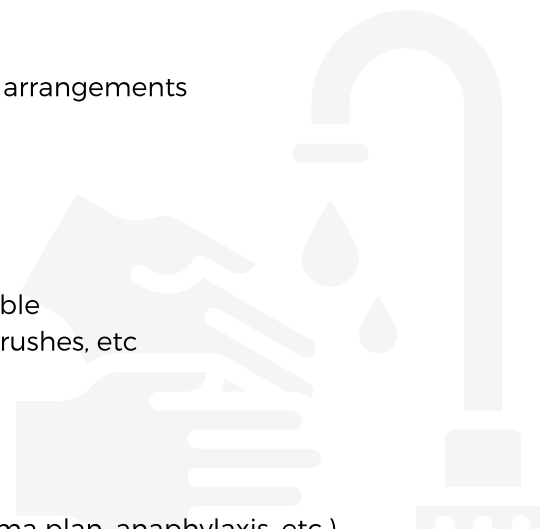 arrangements
ble
rushes, etc
ma plan, anaphylaxis, etc.)